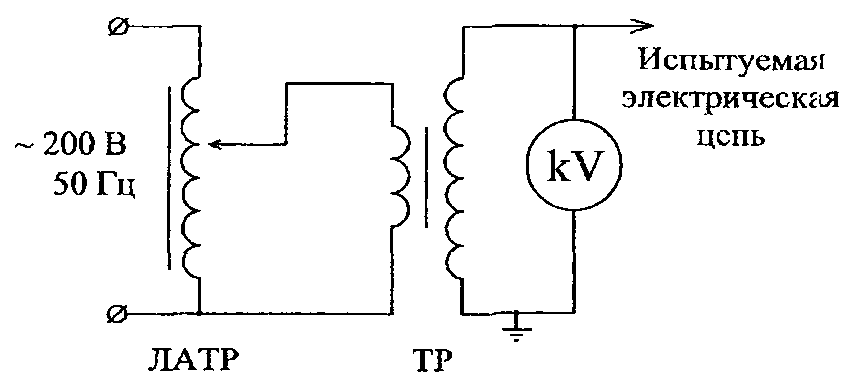 ~ 200 В
50 Гц
kV
Испытуемая
электрическая
цепь
ЛАТР
ТР